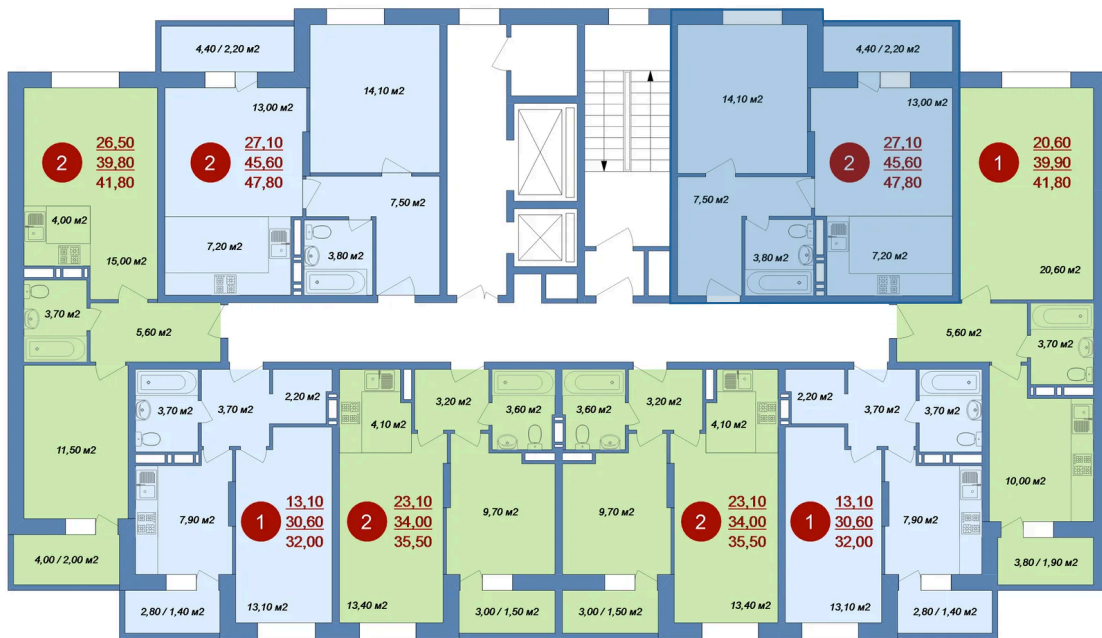 4,40 / 2,20 м2
14,10 м2
13,00 м2
2
27,10
45,60
47,80
7,50 м2
7,20 м2
3,80 м2
2
26,50
39,80
41,80
4,00 м2
15,00 м2
3,70 м2
5,60 м2
11,50 м2
4,00 / 2,00 м2
14,10 м2
4,40 / 2,20 м2
13,00 м2
2
27,10
45,60
47,80
7,50 м2
3,80 м2
7,20 м2
1
20,60
39,90
41,80
20,60 м2
5,60 м2
3,70 м2
10,00 м2
3,80 / 1,90 м2
3,70 м2
3,70 м2
2,20 м2
7,90 м2
1
13,10
30,60
32,00
13,10 м2
2,80 / 1,40 м2
4,10 м2
3,20 м2
3,60 м2
2
23,10
34,00
35,50
9,70 м2
13,40 м2
3,00 / 1,50 м2
3,60 м2
3,20 м2
4,10 м2
9,70 м2
2
23,10
34,00
35,50
3,00 / 1,50 м2
13,40 м2
2,20 м2
3,70 м2
3,70 м2
1
13,10
30,60
32,00
7,90 м2
13,10 м2
2,80 / 1,40 м2